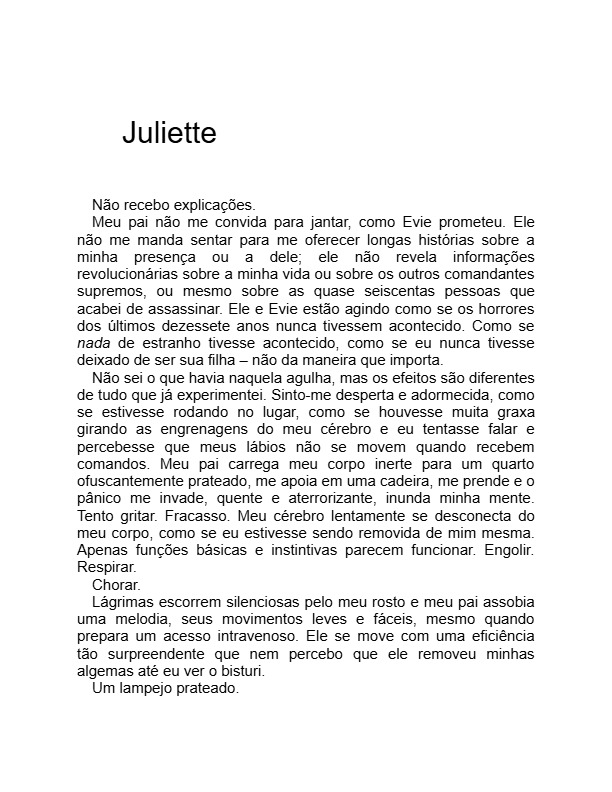 Juliette
Não recebo explicações.
Meu pai não me convida para jantar, como Evie prometeu. Ele
não me manda sentar para me oferecer longas histórias sobre a
minha presença ou a dele; ele não revela informações
revolucionárias sobre a minha vida ou sobre os outros comandantes
supremos, ou mesmo sobre as quase seiscentas pessoas que
acabei de assassinar. Ele e Evie estão agindo como se os horrores
dos últimos dezessete anos nunca tivessem acontecido. Como se
nada de estranho tivesse acontecido, como se eu nunca tivesse
deixado de ser sua filha – não da maneira que importa.
Não sei o que havia naquela agulha, mas os efeitos são diferentes
de tudo que já experimentei. Sinto-me desperta e adormecida, como
se estivesse rodando no lugar, como se houvesse muita graxa
girando as engrenagens do meu cérebro e eu tentasse falar e
percebesse que meus lábios não se movem quando recebem
comandos. Meu pai carrega meu corpo inerte para um quarto
ofuscantemente prateado, me apoia em uma cadeira, me prende e o
pânico me invade, quente e aterrorizante, inunda minha mente.
Tento gritar. Fracasso. Meu cérebro lentamente se desconecta do
meu corpo, como se eu estivesse sendo removida de mim mesma.
Apenas funções básicas e instintivas parecem funcionar. Engolir.
Respirar.
Chorar.
Lágrimas escorrem silenciosas pelo meu rosto e meu pai assobia
uma melodia, seus movimentos leves e fáceis, mesmo quando
prepara um acesso intravenoso. Ele se move com uma eficiência
tão surpreendente que nem percebo que ele removeu minhas
algemas até eu ver o bisturi.
Um lampejo prateado.